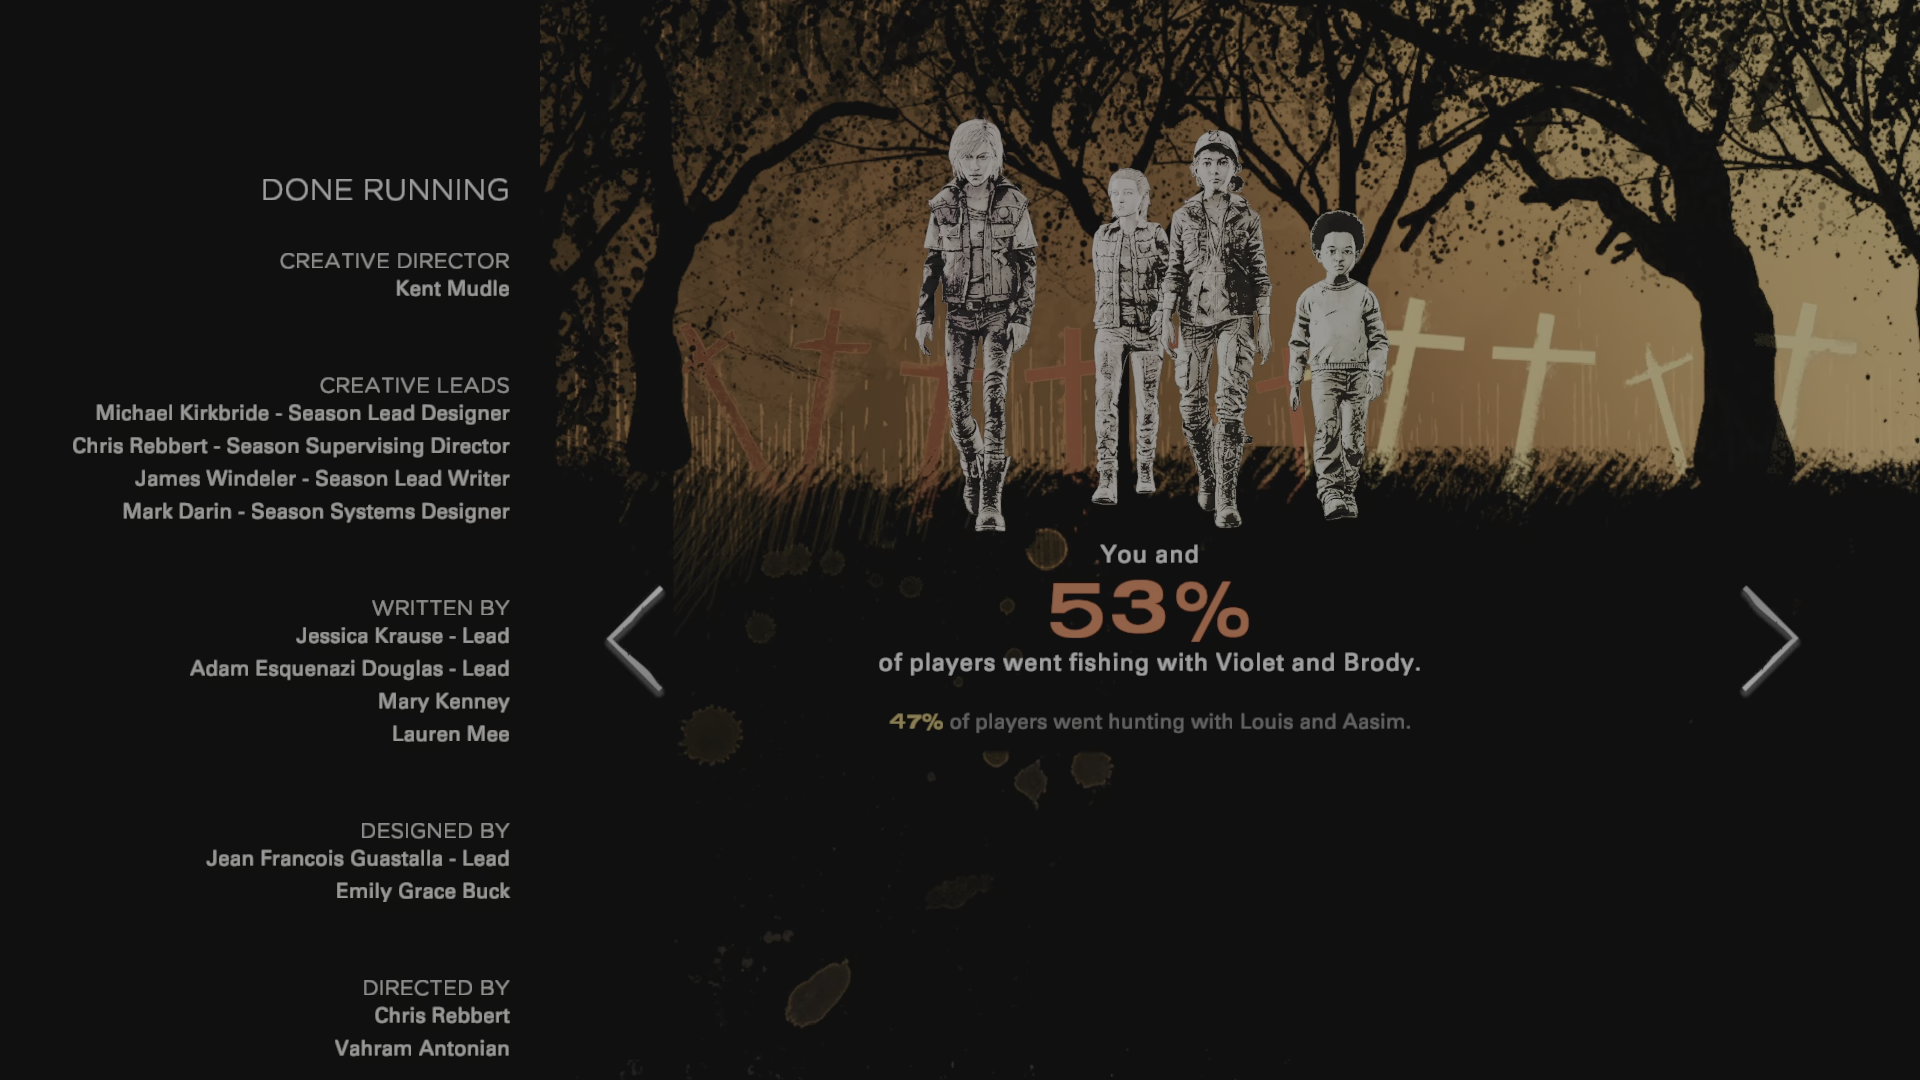 DONE RUNNING
CREATIVE DIRECTOR
Kent Mudle
CREATIVE LEADS
Michael Kirkbride - Season Lead Designer
Chris Rebbert - Season Supervising Director
James Windeler - Season Lead Writer
Mark Darin - Season Systems Designer
WRITTEN BY
Jessica Krause - Lead
Adam Esquenazi Douglas - Lead
Mary Kenney
Lauren Mee
DESIGNED BY
Jean Francois Guastalla - Lead
Emily Grace Buck
DIRECTED BY
Chris Rebbert
Vahram Antonian
You and
53%
of players went fishing with Violet and Brody.
47% of players went hunting with Louis and Aasim.